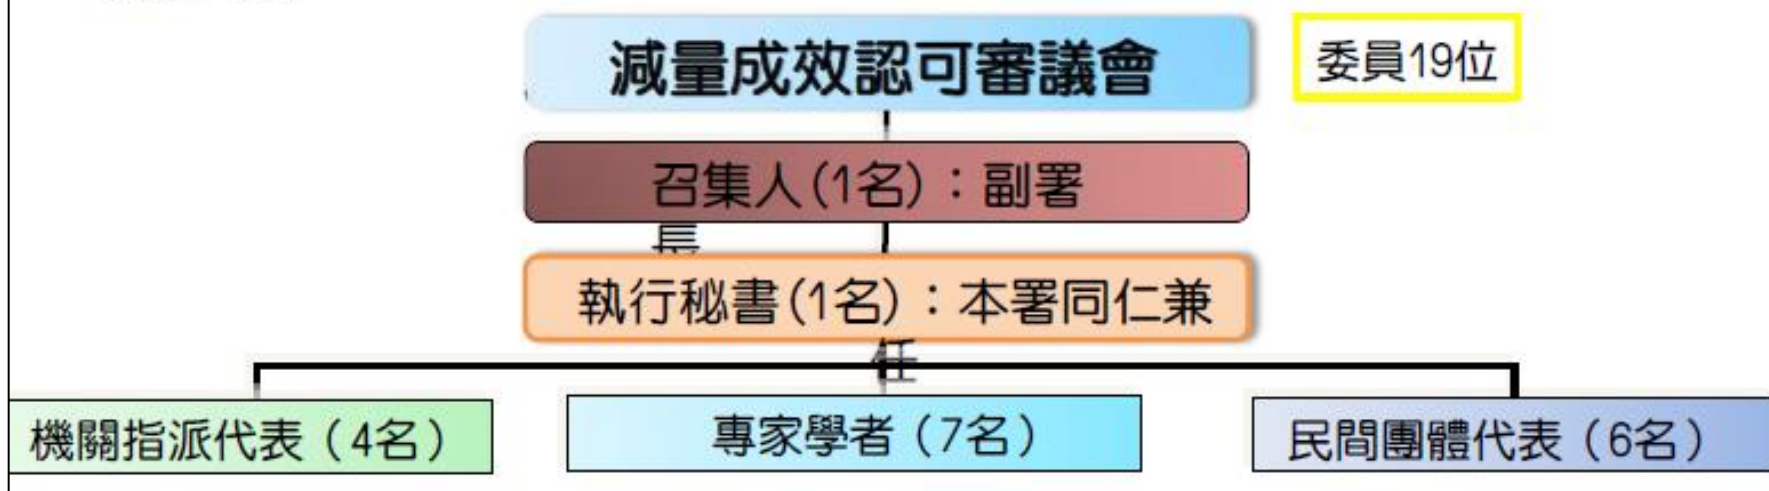 減量成效認可審議會
委員19位
召集人(1名)：副署
長
執行秘書(1名)：本署同仁兼
任
機關指派代表（4名）
專家學者（7名）
民間團體代表（6名）